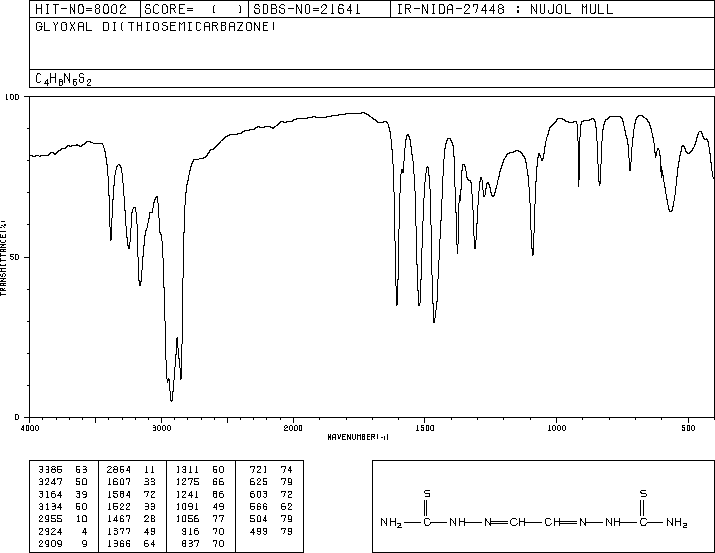 HIT-NO=8002 SCORE= ( ) SDBS-NO=21641 IR-NIDA-27448 : NUJOL MULL
GLYOXAL DI(THIOSEMICARBAZONE)
C4H8N6S2
100
50
0
TRANSMITTANCE(%)
4000 3000 2000 1500 1000 500
WAVENUMBER(-1)
3385 63 2864 11 1311 50 721 74
3247 50 1607 33 1275 66 625 79
3164 39 1584 72 1241 66 603 72
3134 60 1522 33 1091 49 566 62
2955 10 1467 28 1056 77 504 79
2924 4 1377 49 916 70 499 79
2909 9 1366 64 837 70
S S
NH2 C NH N CH CH N NH C NH2